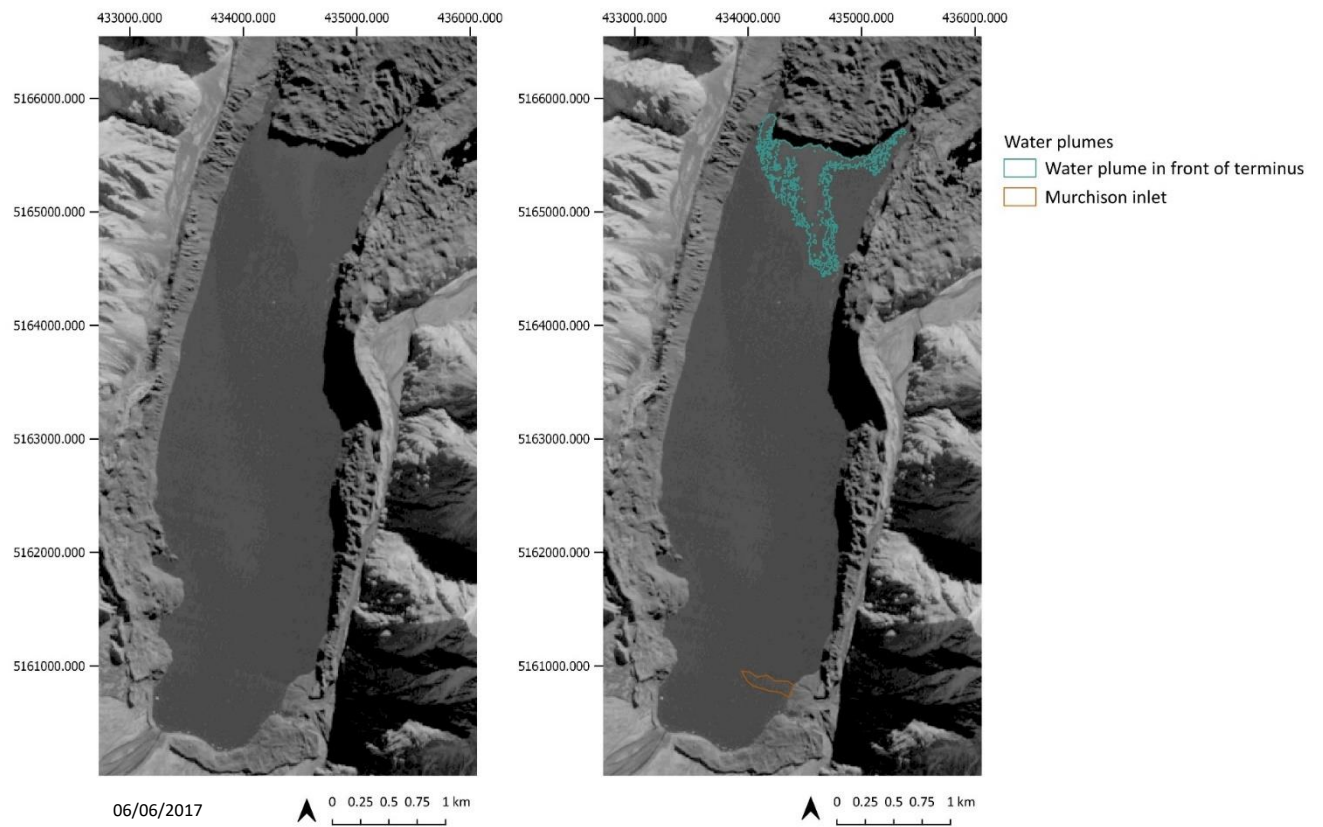 433000.000 434000.000 435000.000 436000.000
433000.000 434000.000 435000.000 436000.000
5166000.000
5165000.000
5164000.000
5163000.000
5162000.000
5161000.000
5166000.000
5165000.000
5164000.000
5163000.000
5162000.000
5161000.000
Water plumes
Water plume in front of terminus
Murchison inlet
06/06/2017
0 0.25 0.5 0.75 1 km
0 0.25 0.5 0.75 1 km